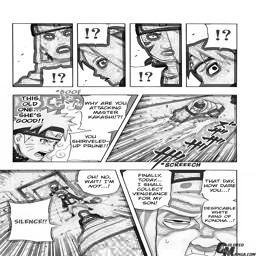 !?
!?
!?
!?
*POOF
THIS
OLD
ONE...
SHE'S
GOOD!!
WHY ARE YOU
ATTACKING
MASTER
KAKASHI!?!
YOU
SHRIVELED-
UP PRUNE!
*SCREEECH
OH! NO,
WAIT! I'M
NOT...!
SILENCE!!
FINALLY,
TODAY...
I SHALL
COLLECT
VENGEANCE
FOR MY
SON!
THAT DAY,
HOW DARE
YOU...!
DESPICABLE
WHITE
FANG OF
KONOHA...!